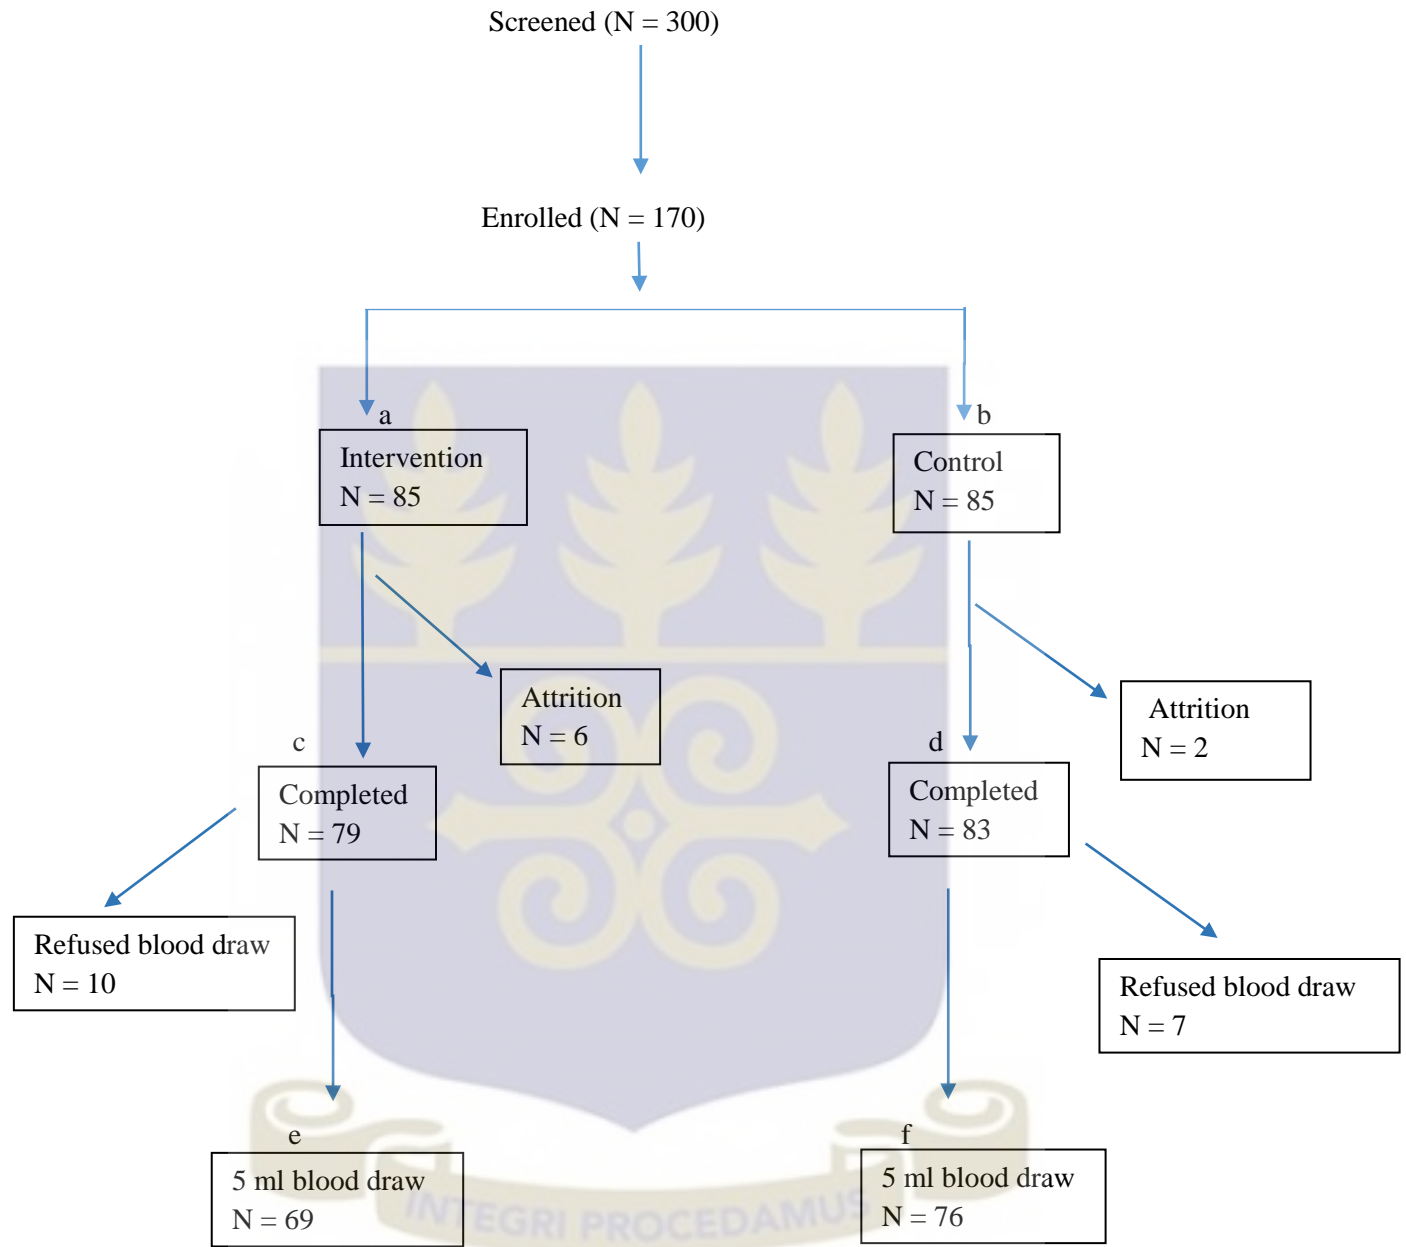 Screened (N = 300)
Enrolled (N = 170)
a
Intervention
N = 85
b
Control
N = 85
Attrition
N = 6
Attrition
N = 2
c
Completed
N = 79
d
Completed
N = 83
Refused blood draw
N = 10
Refused blood draw
N = 7
e
5 ml blood draw
N = 69
f
5 ml blood draw
N = 76
INTEGRI PROCEDAMUS